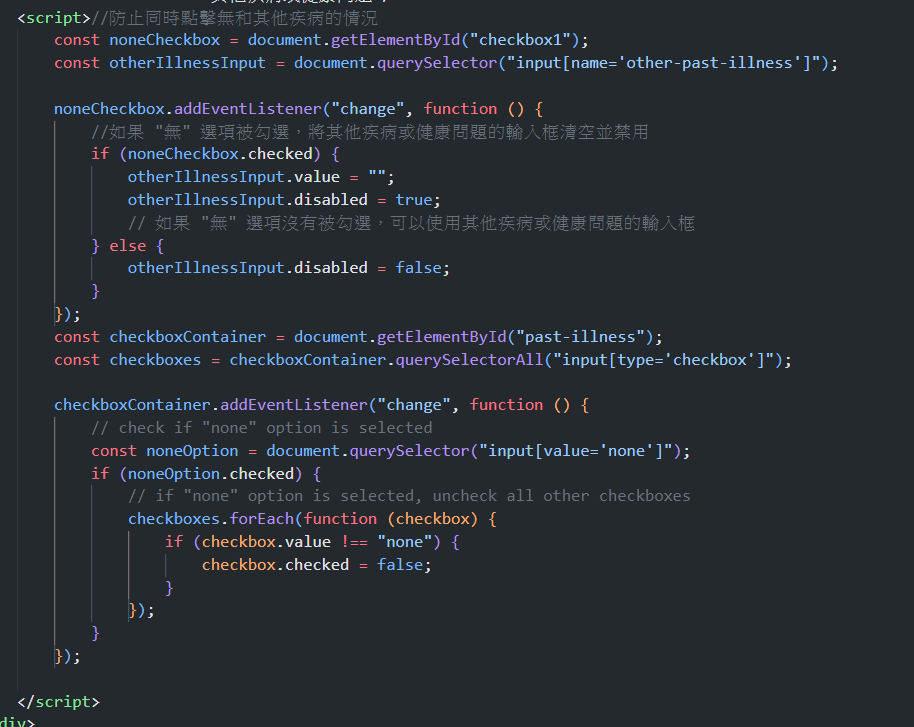 <script>//防止同時點擊無和其他疾病的情況
const noneCheckbox = document.getElementById("checkbox1");
const otherIllnessInput = document.querySelector("input[name='other-past-illness']");
noneCheckbox.addEventListener("change", function () {
//如果 "無" 選項被勾選，將其他疾病或健康問題的輸入框清空並禁用
if (noneCheckbox.checked) {
otherIllnessInput.value = "";
otherIllnessInput.disabled = true;
// 如果 "無" 選項沒有被勾選，可以使用其他疾病或健康問題的輸入框
} else {
otherIllnessInput.disabled = false;
}
});
const checkboxContainer = document.getElementById("past-illness");
const checkboxes = checkboxContainer.querySelectorAll("input[type='checkbox']");
checkboxContainer.addEventListener("change", function () {
// check if "none" option is selected
const noneOption = document.querySelector("input[value='none']");
if (noneOption.checked) {
// if "none" option is selected, uncheck all other checkboxes
checkboxes.forEach(function (checkbox) {
if (checkbox.value !== "none") {
checkbox.checked = false;
}
});
}
});
</script>
div>